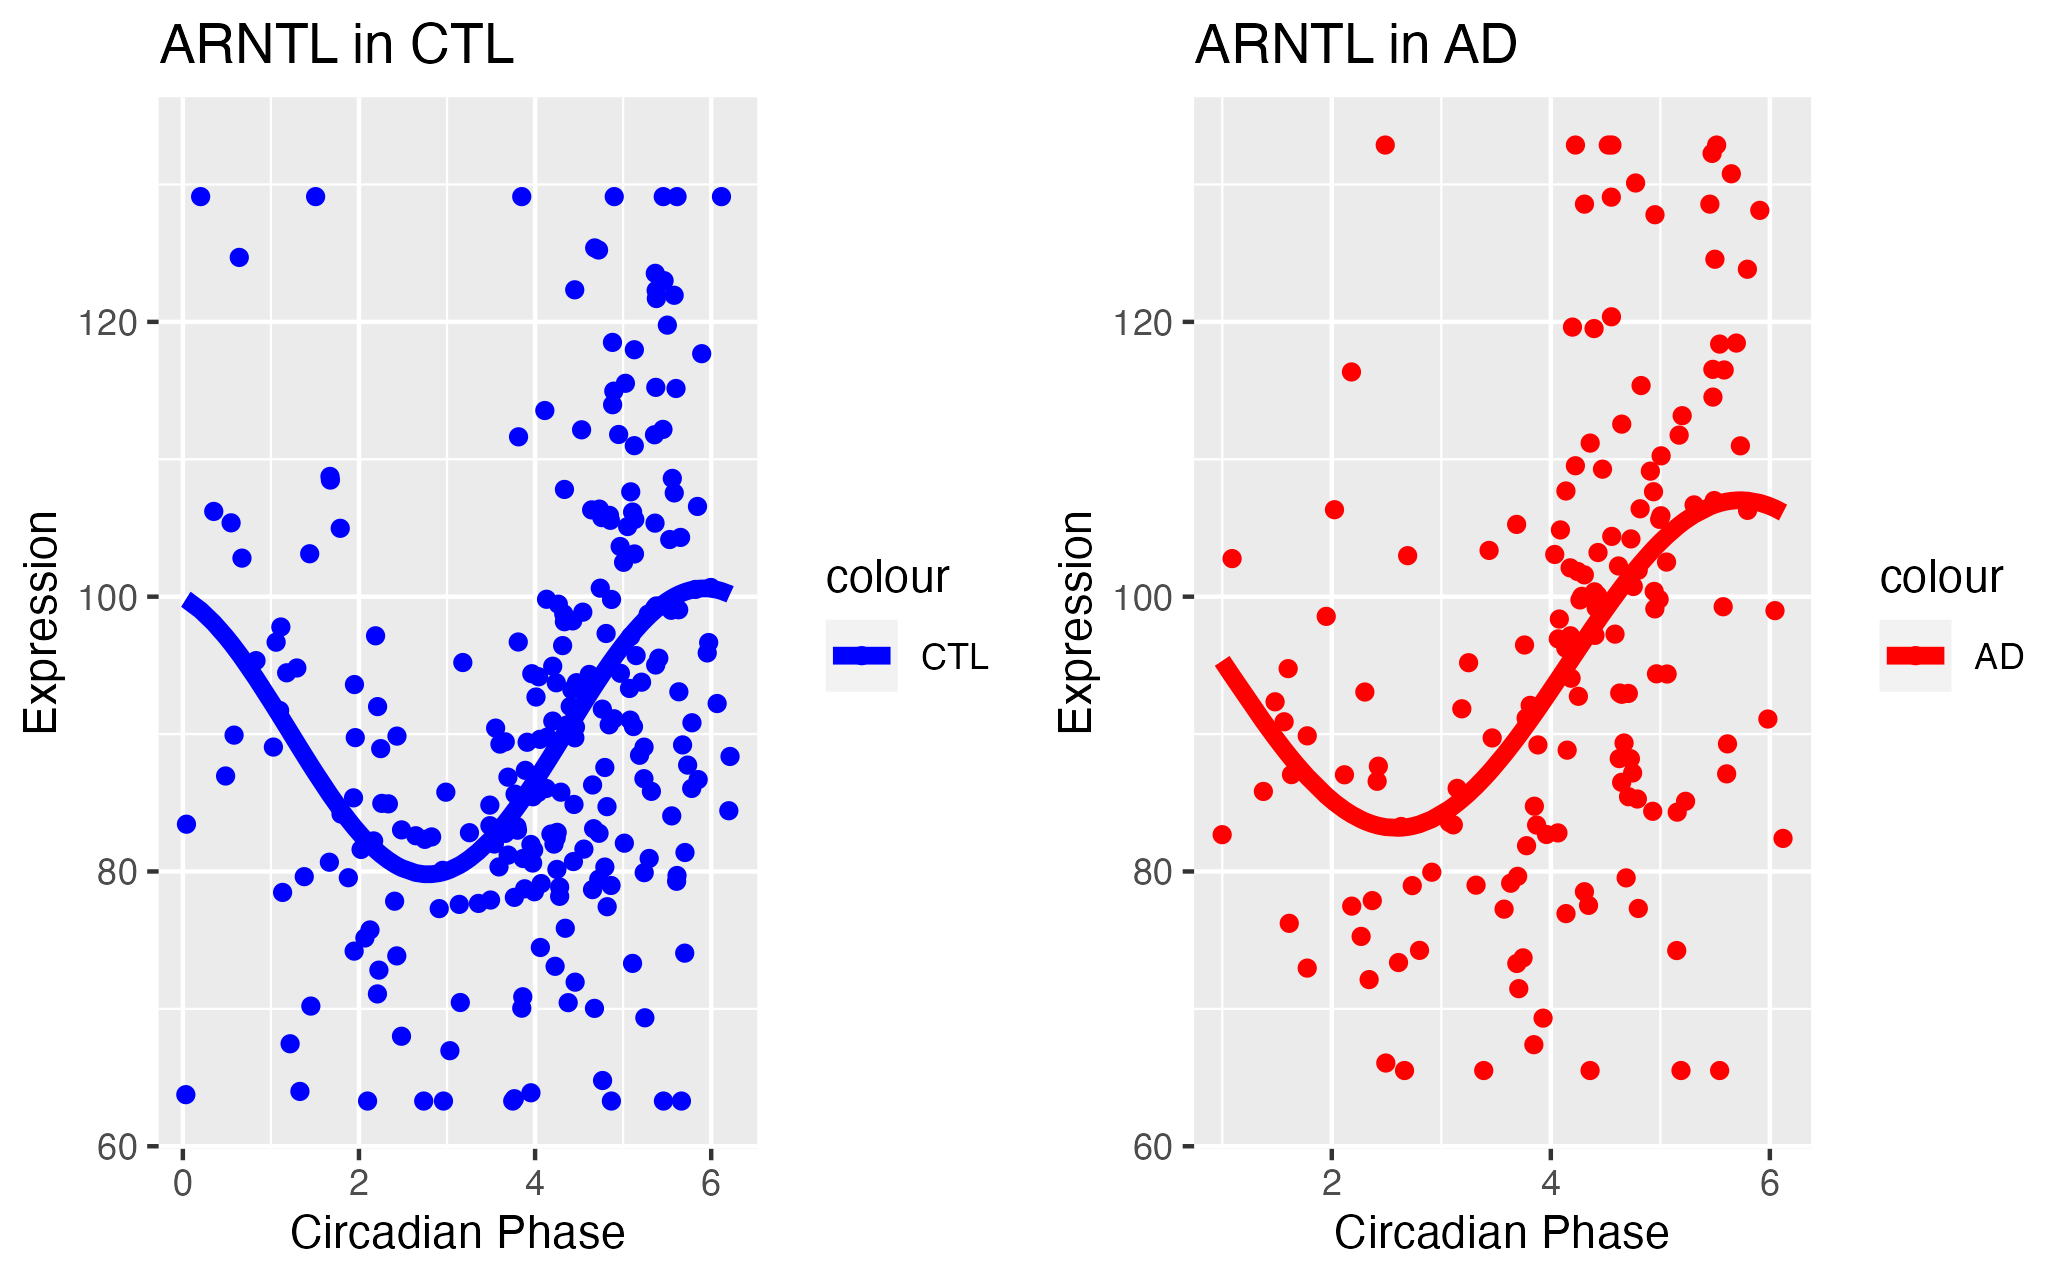 ARNTL in CTL
Expression
120
100
80
60
0 2 4 6
Circadian Phase
colour
CTL
ARNTL in AD
Expression
120
100
80
60
2 4 6
Circadian Phase
colour
AD